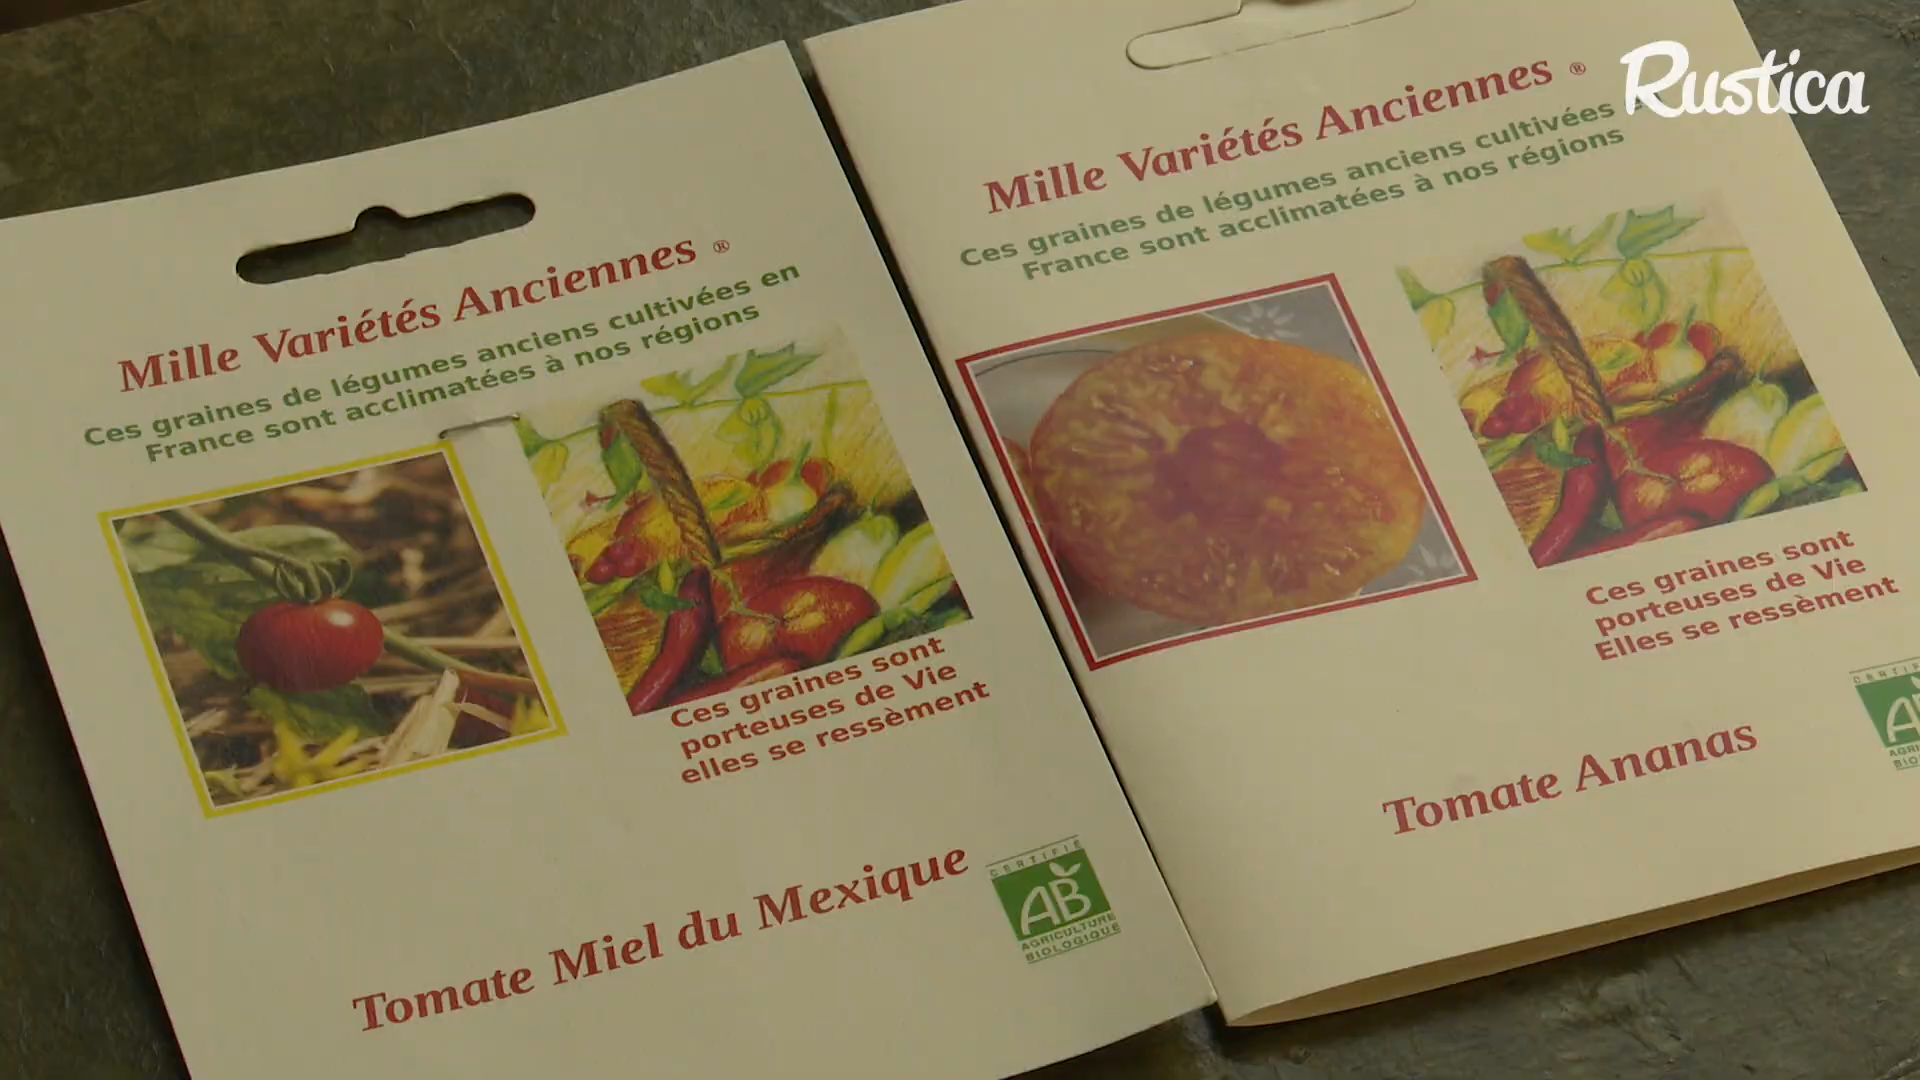 Rustica
Mille Variétés Anciennes ®
Ces graines de légumes anciens cultivées en
France sont acclimatées à nos régions
Ces graines sont
porteuses de Vie
elles se ressèment
Tomate Miel du Mexique
CERTIFIÉ
AB
AGRICULTURE
BIOLOGIQUE
Mille Variétés Anciennes ®
Ces graines de légumes anciens cultivées
France sont acclimatées à nos régions
Ces graines sont
porteuses de Vie
Elles se ressèment
Tomate Ananas